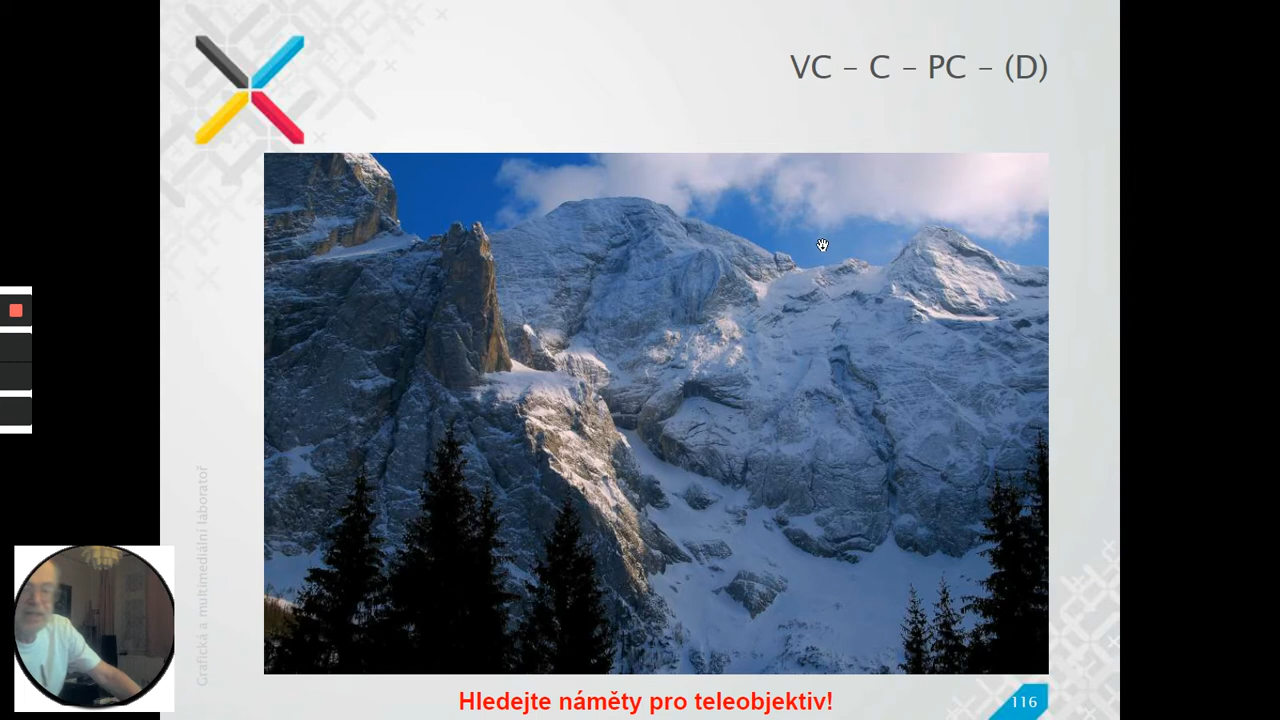 VC – C – PC – (D)
Grafická a multimediální laboratoř
Hledejte náměty pro teleobjektiv!
116